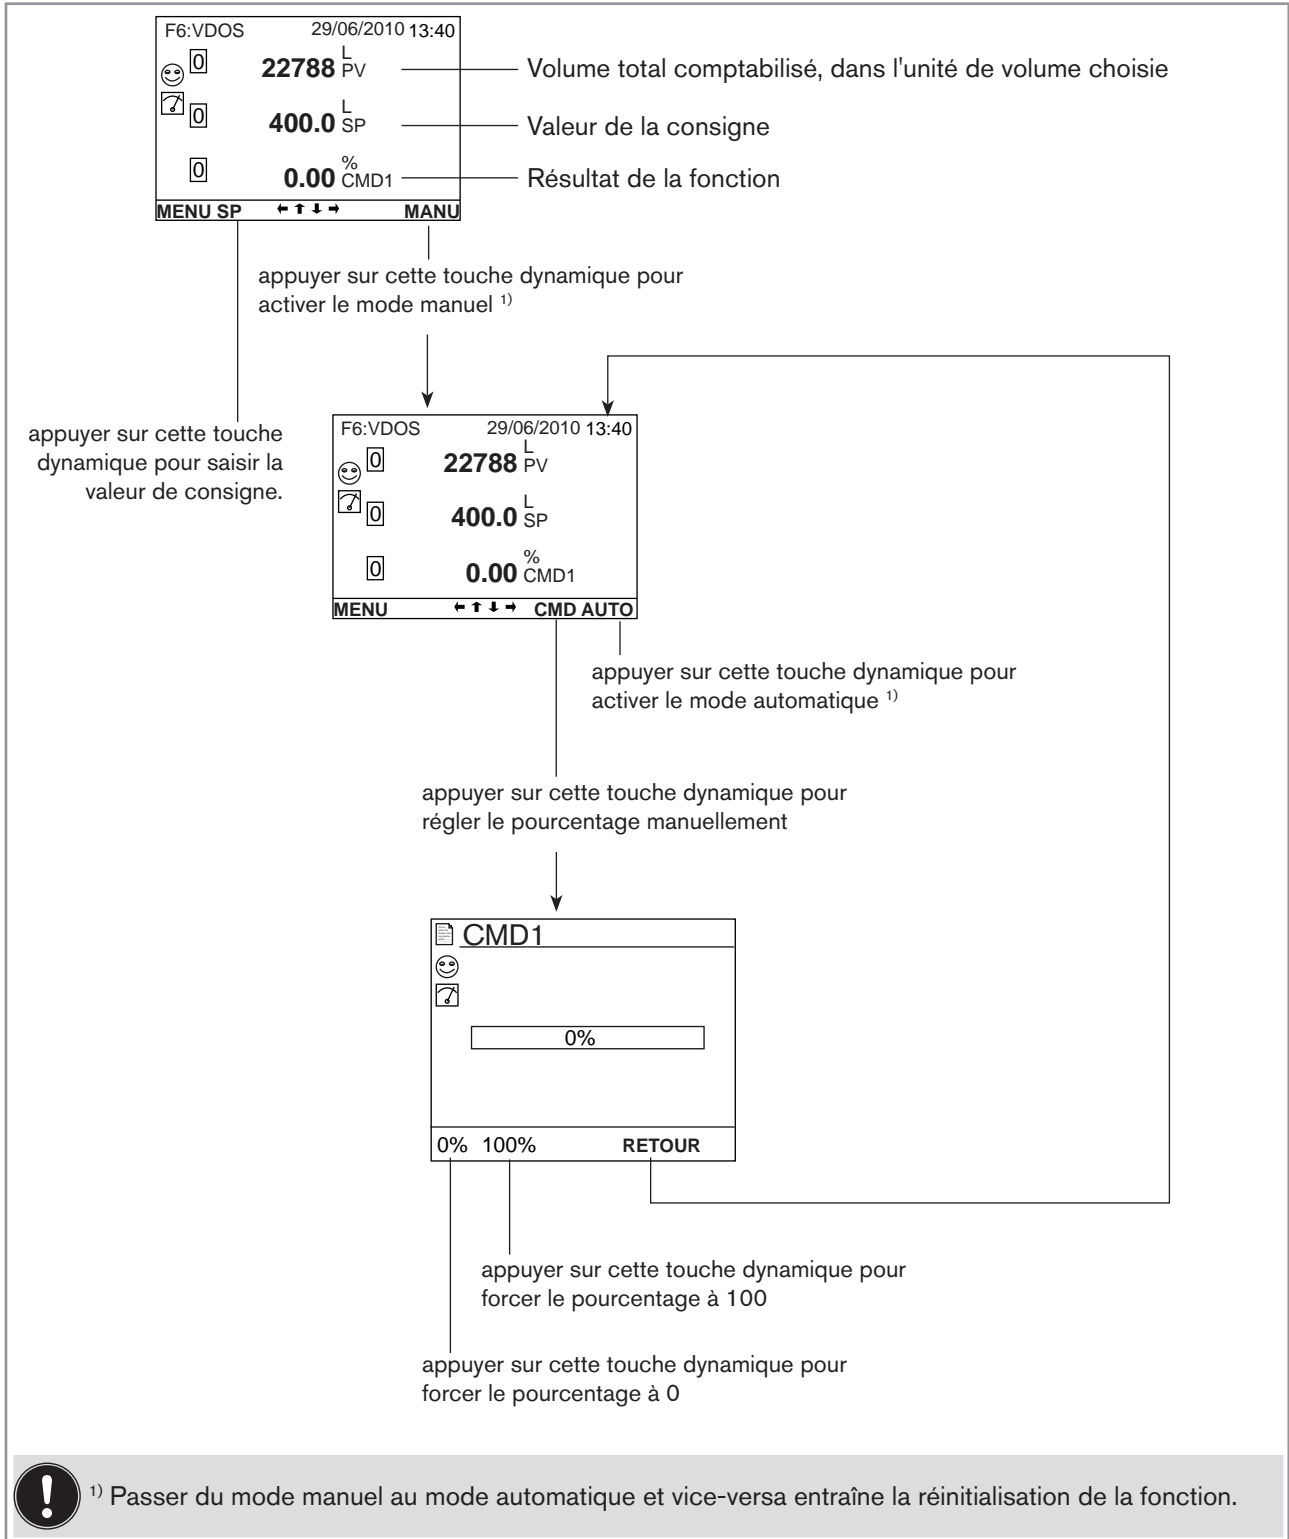 F6:VDOS 29/06/2010 13:40
0 22788 L PV
Volume total comptabilisé, dans l'unité de volume choisie
0 400.0 L SP
Valeur de la consigne
0 0.00 % CMD1
Résultat de la fonction
MENU SP ←↑↓→ MANU
appuyer sur cette touche dynamique pour
activer le mode manuel 1)
appuyer sur cette touche
dynamique pour saisir la
valeur de consigne.
F6:VDOS 29/06/2010 13:40
0 22788 L PV
0 400.0 L SP
0 0.00 % CMD1
MENU ←↑↓→ CMD AUTO
appuyer sur cette touche dynamique pour
activer le mode automatique 1)
appuyer sur cette touche dynamique pour
régler le pourcentage manuellement
CMD1
0%
0% 100% RETOUR
appuyer sur cette touche dynamique pour
forcer le pourcentage à 100
appuyer sur cette touche dynamique pour
forcer le pourcentage à 0
! 1) Passer du mode manuel au mode automatique et vice-versa entraîne la réinitialisation de la fonction.